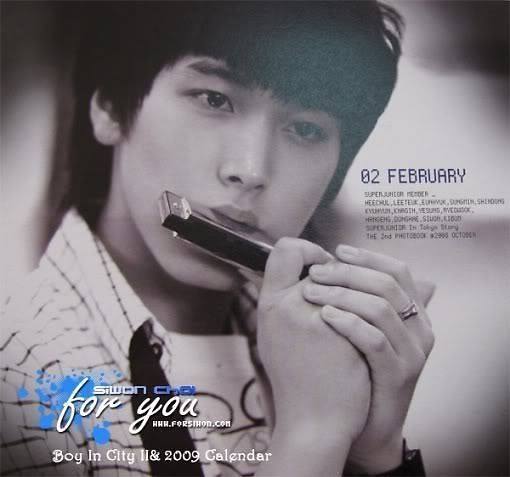 02 FEBRUARY
SUPERJUNIOR MEMBER _
HEECHUL,LEETEUK,EUNHYUK,SUNGMIN,SHINDONG
KYUHYUN,KANGIN,YESUNG,RYEOWOOK,
HANGENG,DONGHAE,SIWON,KIBUM
SUPERJUNIOR In Tokyo Story
THE 2nd PHOTOBOOK @2008 OCTOBER
SIWON CHOI
for you
WWW.FORSIWON.COM
Boy In City II& 2009 Calendar